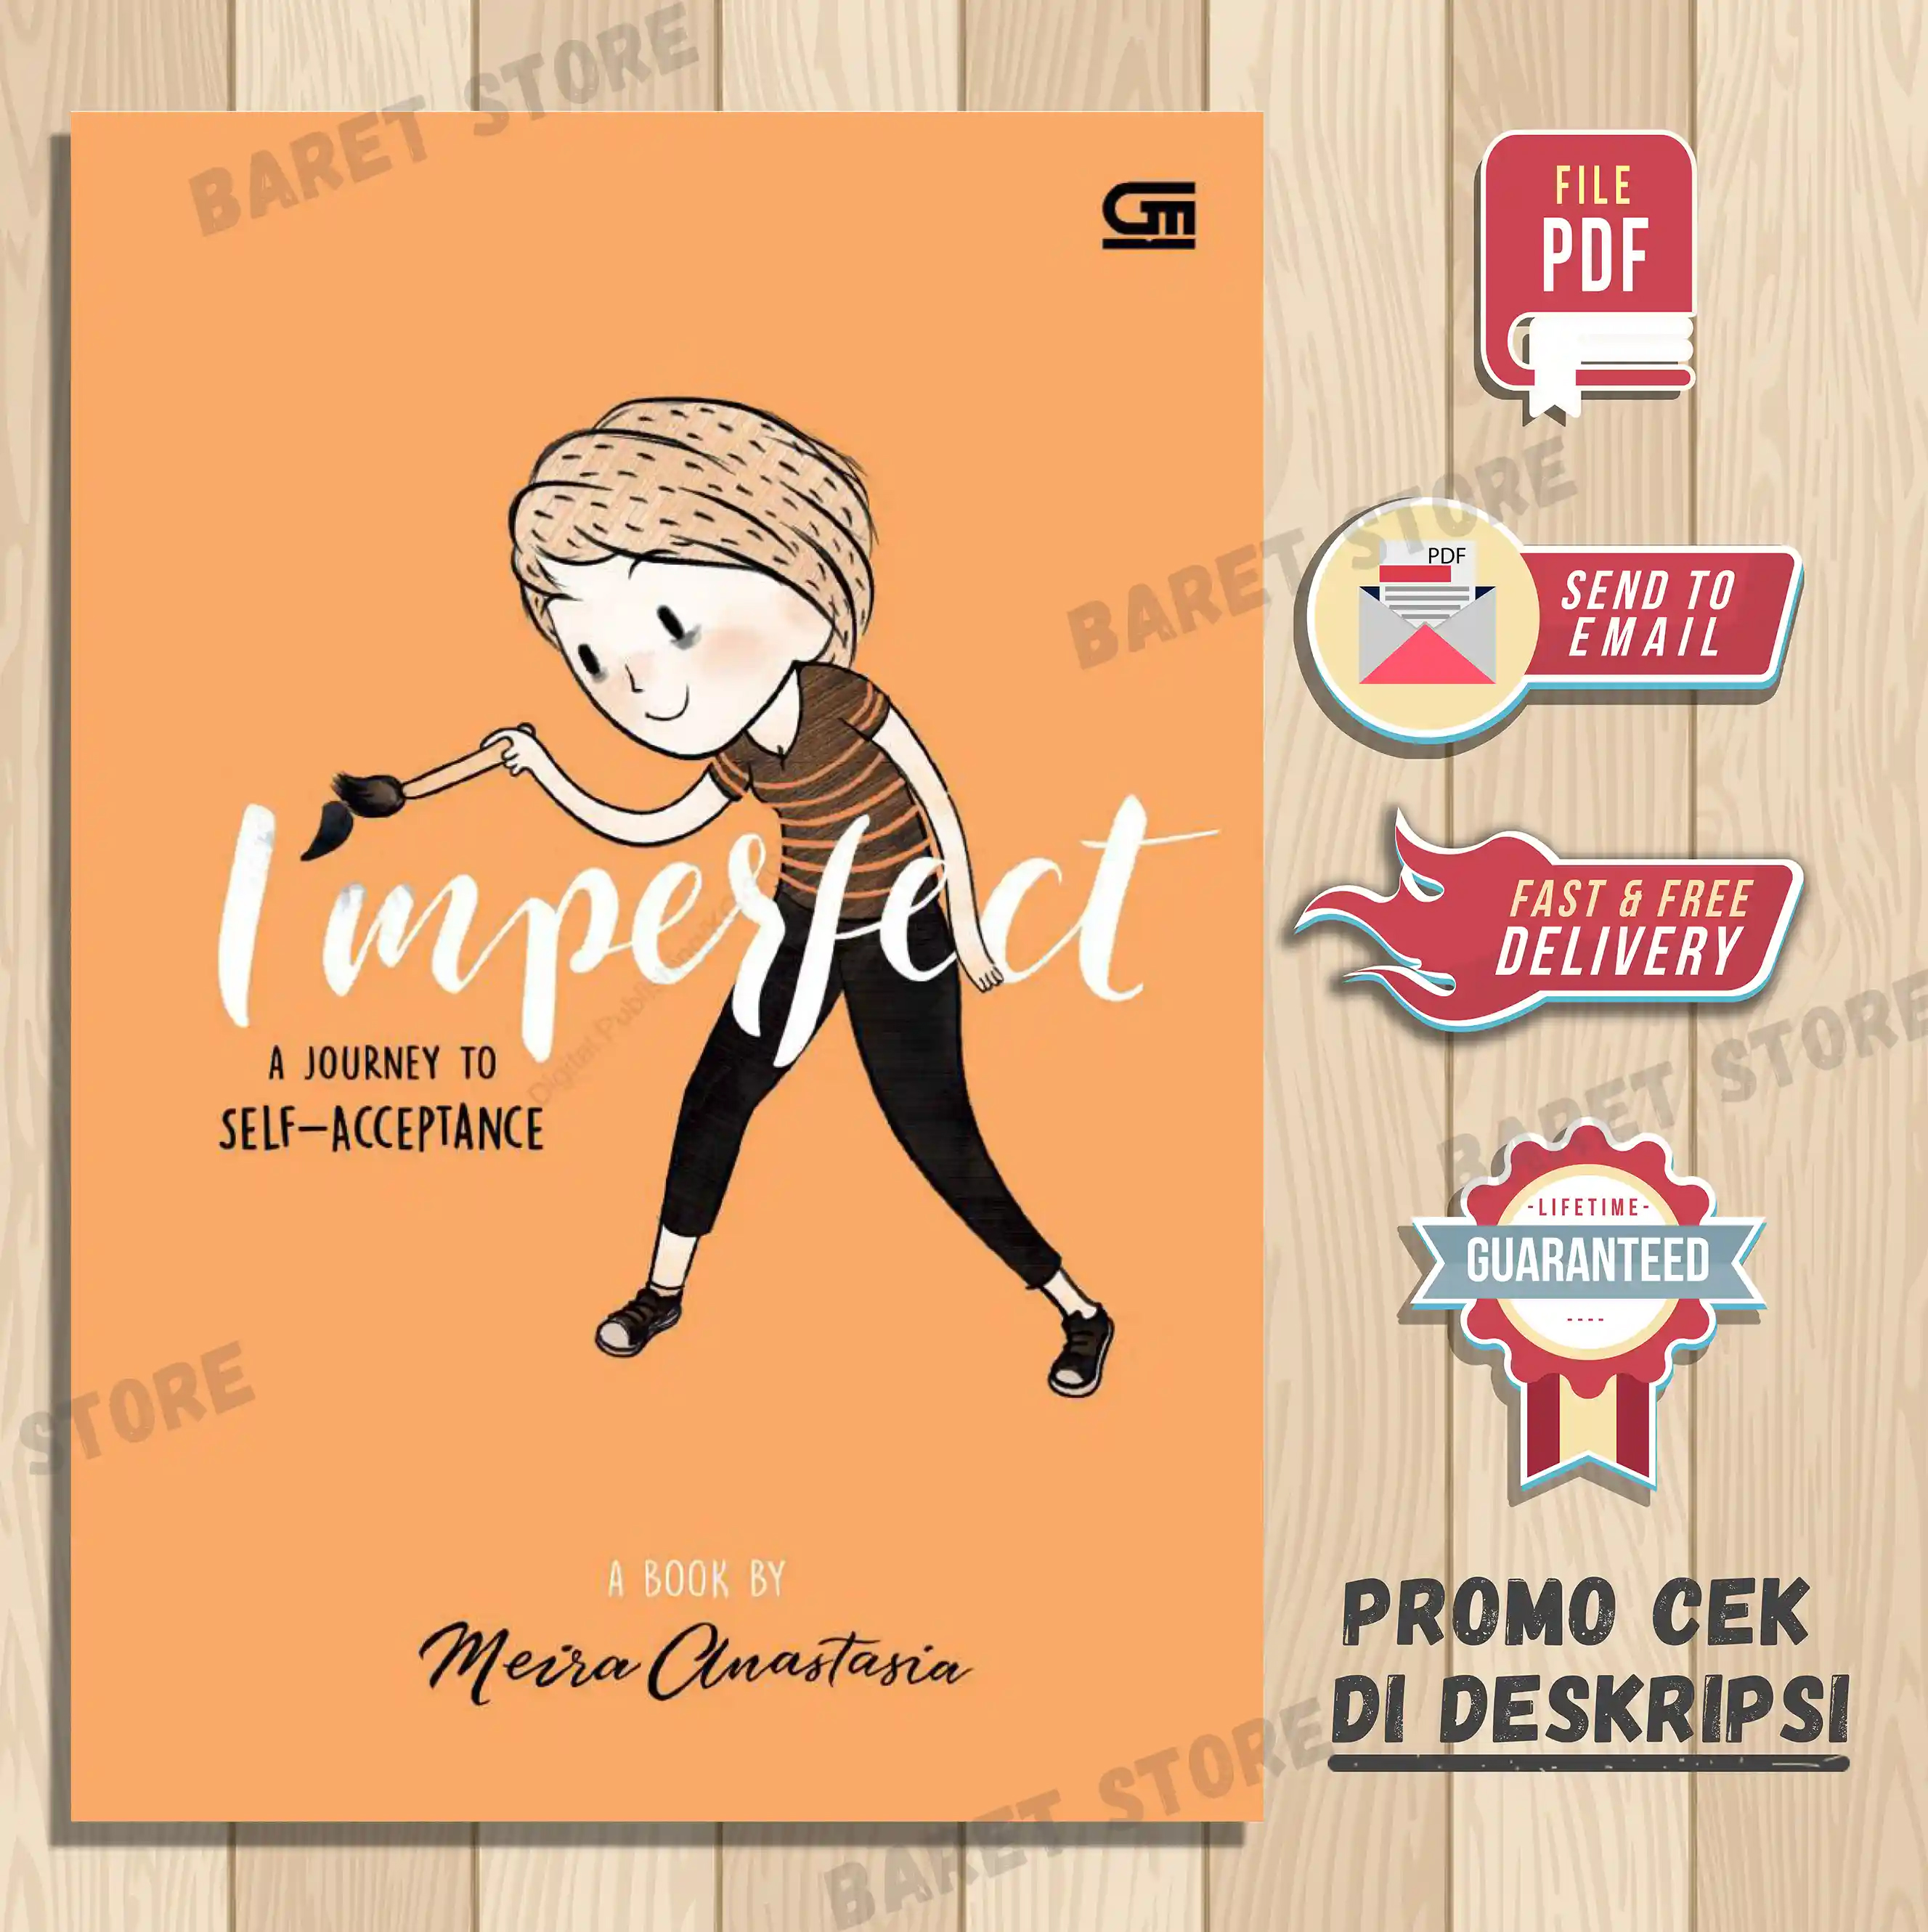 BARET STORE
GM
I'mperfect
A JOURNEY TO
SELF-ACCEPTANCE
A BOOK BY
Meira Anastasia
FILE
PDF
BARET STORE
PDF
SEND TO
EMAIL
FAST & FREE
DELIVERY
BARET STORE
-LIFETIME-
GUARANTEED
STORE
PROMO CEK
DI DESKRIPSI
BARET STORE